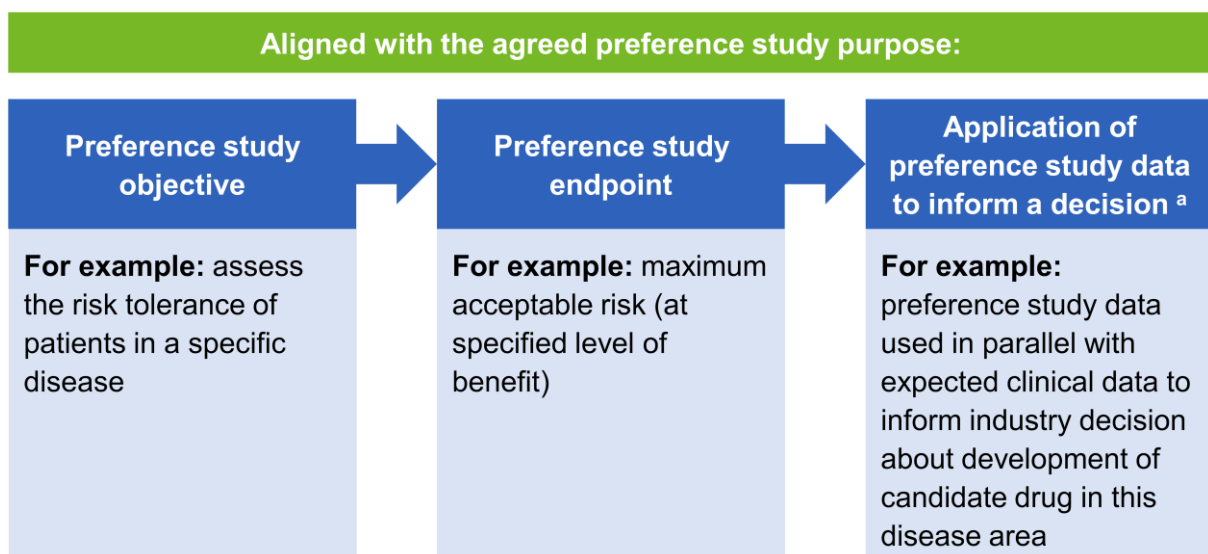 Aligned with the agreed preference study purpose:
Preference study
objective
Preference study
endpoint
Application of
preference study data
to inform a decision a
For example: assess
the risk tolerance of
patients in a specific
disease
For example: maximum
acceptable risk (at
specified level of
benefit)
For example:
preference study data
used in parallel with
expected clinical data to
inform industry decision
about development of
candidate drug in this
disease area